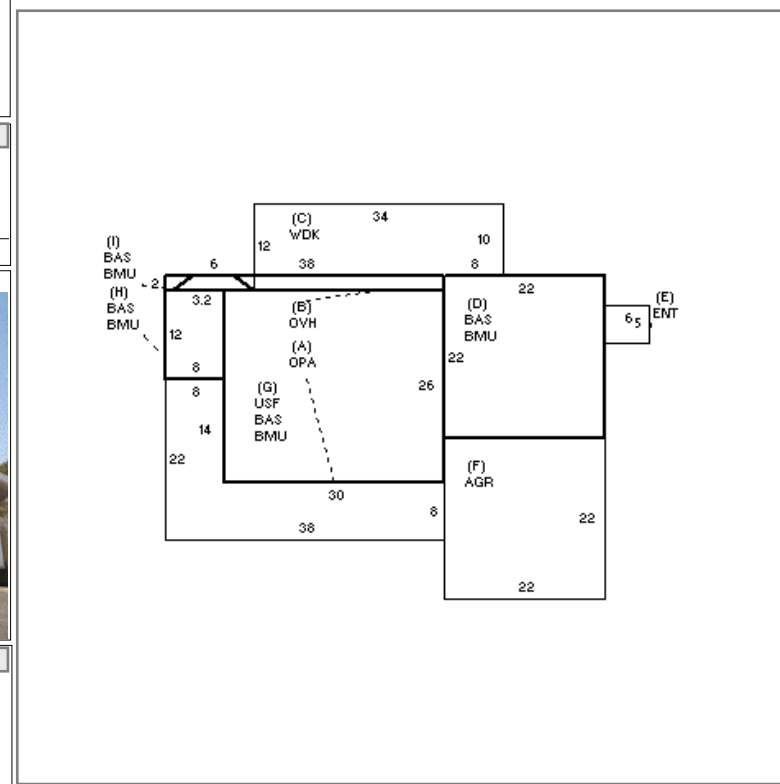 (C)
WDK
34
12
10
38
8
(I)
BAS
BMU
2
6
(H)
BAS
BMU
3.2
12
8
(B)
OVH
(A)
OPA
(G)
USF
BAS
BMU
26
22
(D)
BAS
BMU
22
(E)
ENT
6
5
8
14
22
30
38
8
(F)
AGR
22
22